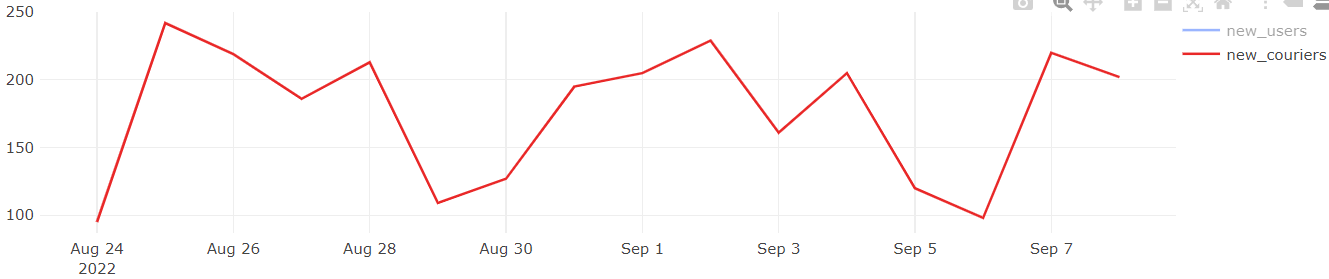 250
200
150
100
Aug 24
2022
Aug 26
Aug 28
Aug 30
Sep 1
Sep 3
Sep 5
Sep 7
new_users
new_couriers